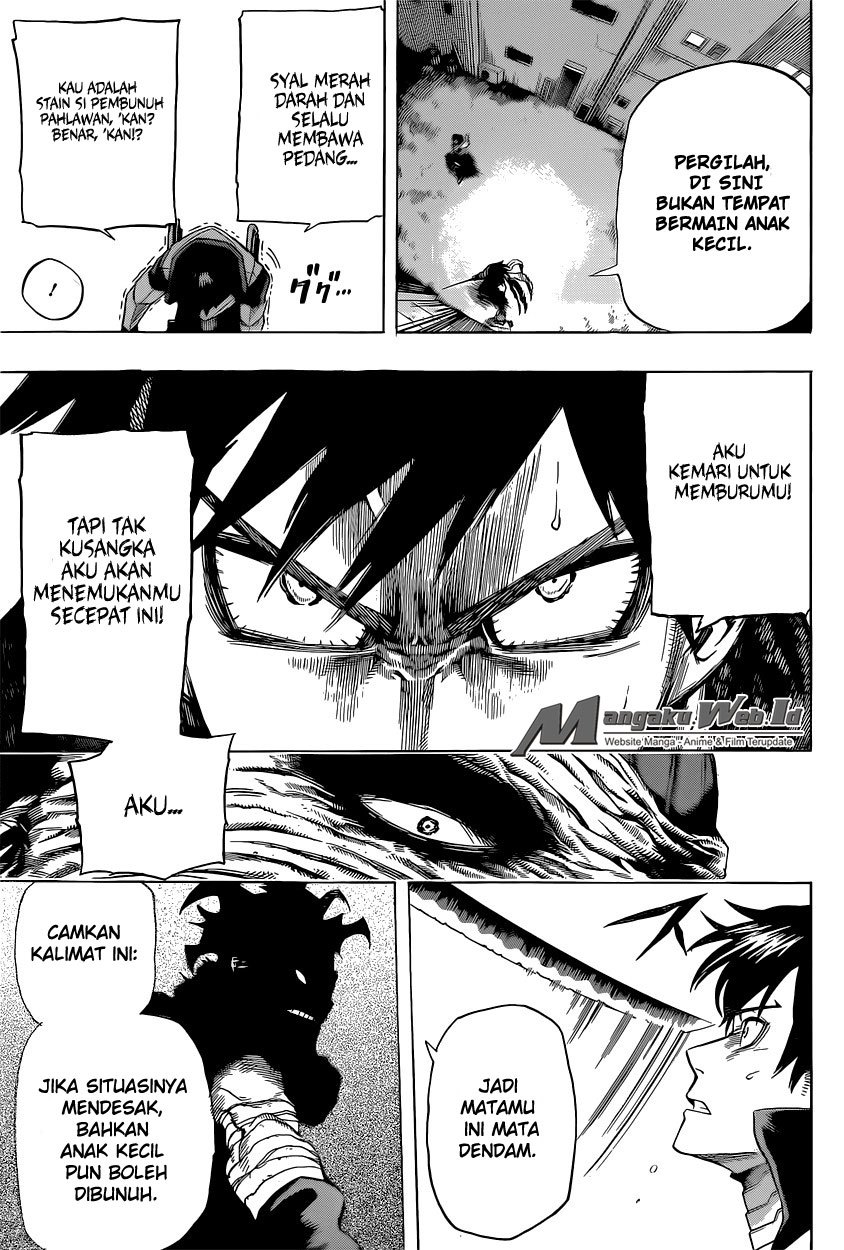 PERGILAH,
DI SINI
BUKAN TEMPAT
BERMAIN ANAK
KECIL.
SYAL MERAH
DARAH DAN
SELALU
MEMBAWA
PEDANG...
KAU ADALAH
STAIN SI PEMBUNUH
PAHLAWAN, 'KAN?
BENAR, 'KAN!?
グググ...
!
AKU
KEMARI UNTUK
MEMBURUMU!
TAPI TAK
KUSANGKA
AKU AKAN
MENEMUKANMU
SECEPAT INI!
Mangaku.Web.Id
Website Manga - Anime & Film Terupdate
AKU...
JADI
MATAMU
INI MATA
DENDAM.
CAMKAN
KALIMAT INI:
JIKA SITUASINYA
MENDESAK,
BAHKAN
ANAK KECIL
PUN BOLEH
DIBUNUH.